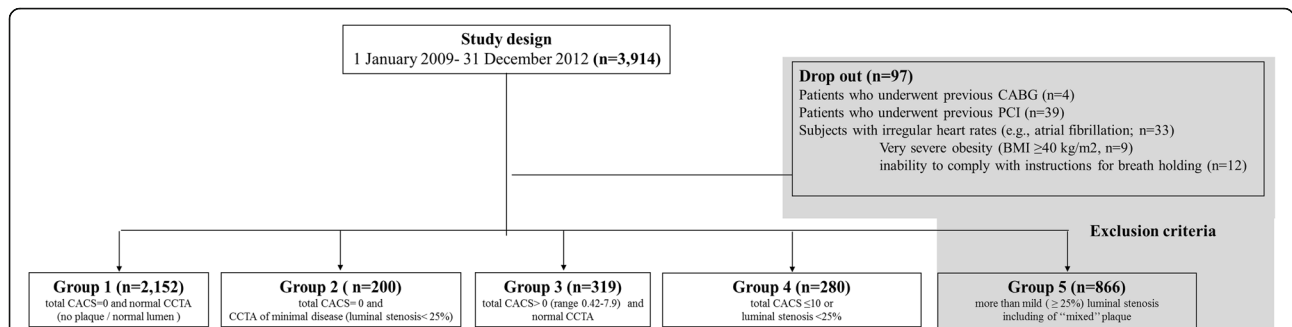 Study design
1 January 2009- 31 December 2012 (n=3,914)
Drop out (n=97)
Patients who underwent previous CABG (n=4)
Patients who underwent previous PCI (n=39)
Subjects with irregular heart rates (e.g., atrial fibrillation; n=33)
Very severe obesity (BMI ≥40 kg/m2, n=9)
inability to comply with instructions for breath holding (n=12)
Exclusion criteria
Group 1 (n=2,152)
total CACS=0 and normal CCTA
(no plaque / normal lumen )
Group 2 ( n=200)
total CACS= 0 and
CCTA of minimal disease (luminal stenosis< 25%)
Group 3 (n=319)
total CACS> 0 (range 0.42-7.9) and
normal CCTA
Group 4 (n=280)
total CACS ≤10 or
luminal stenosis <25%
Group 5 (n=866)
more than mild ( ≥ 25%) luminal stenosis
including of “mixed” plaque